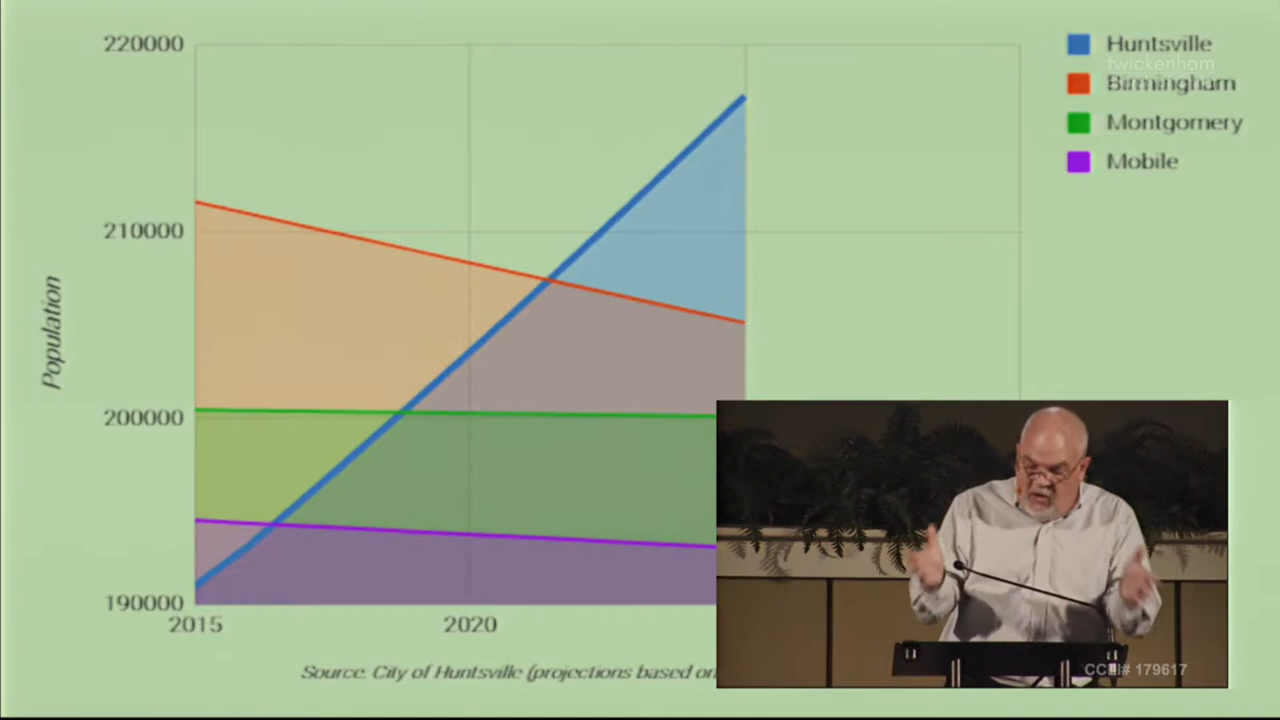 220000
210000
200000
190000
Population
2015
2020
Source: City of Huntsville (projections based on
Huntsville
twickenham
Birmingham
Montgomery
Mobile
CCLI# 179617